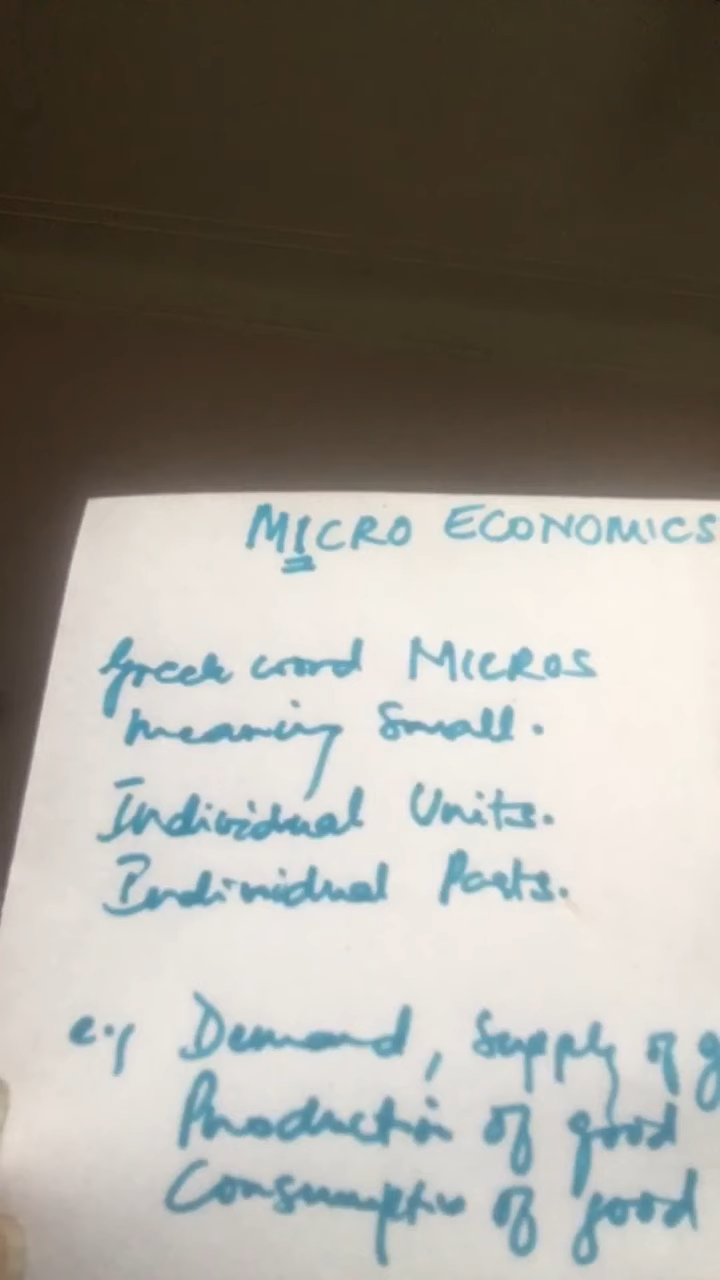 MICRO ECONOMICS
Greek word MICROS
meaning Small.
Individual Units.
Individual Parts.
e.g Demand, Supply of g
Production of good
Consumption of good